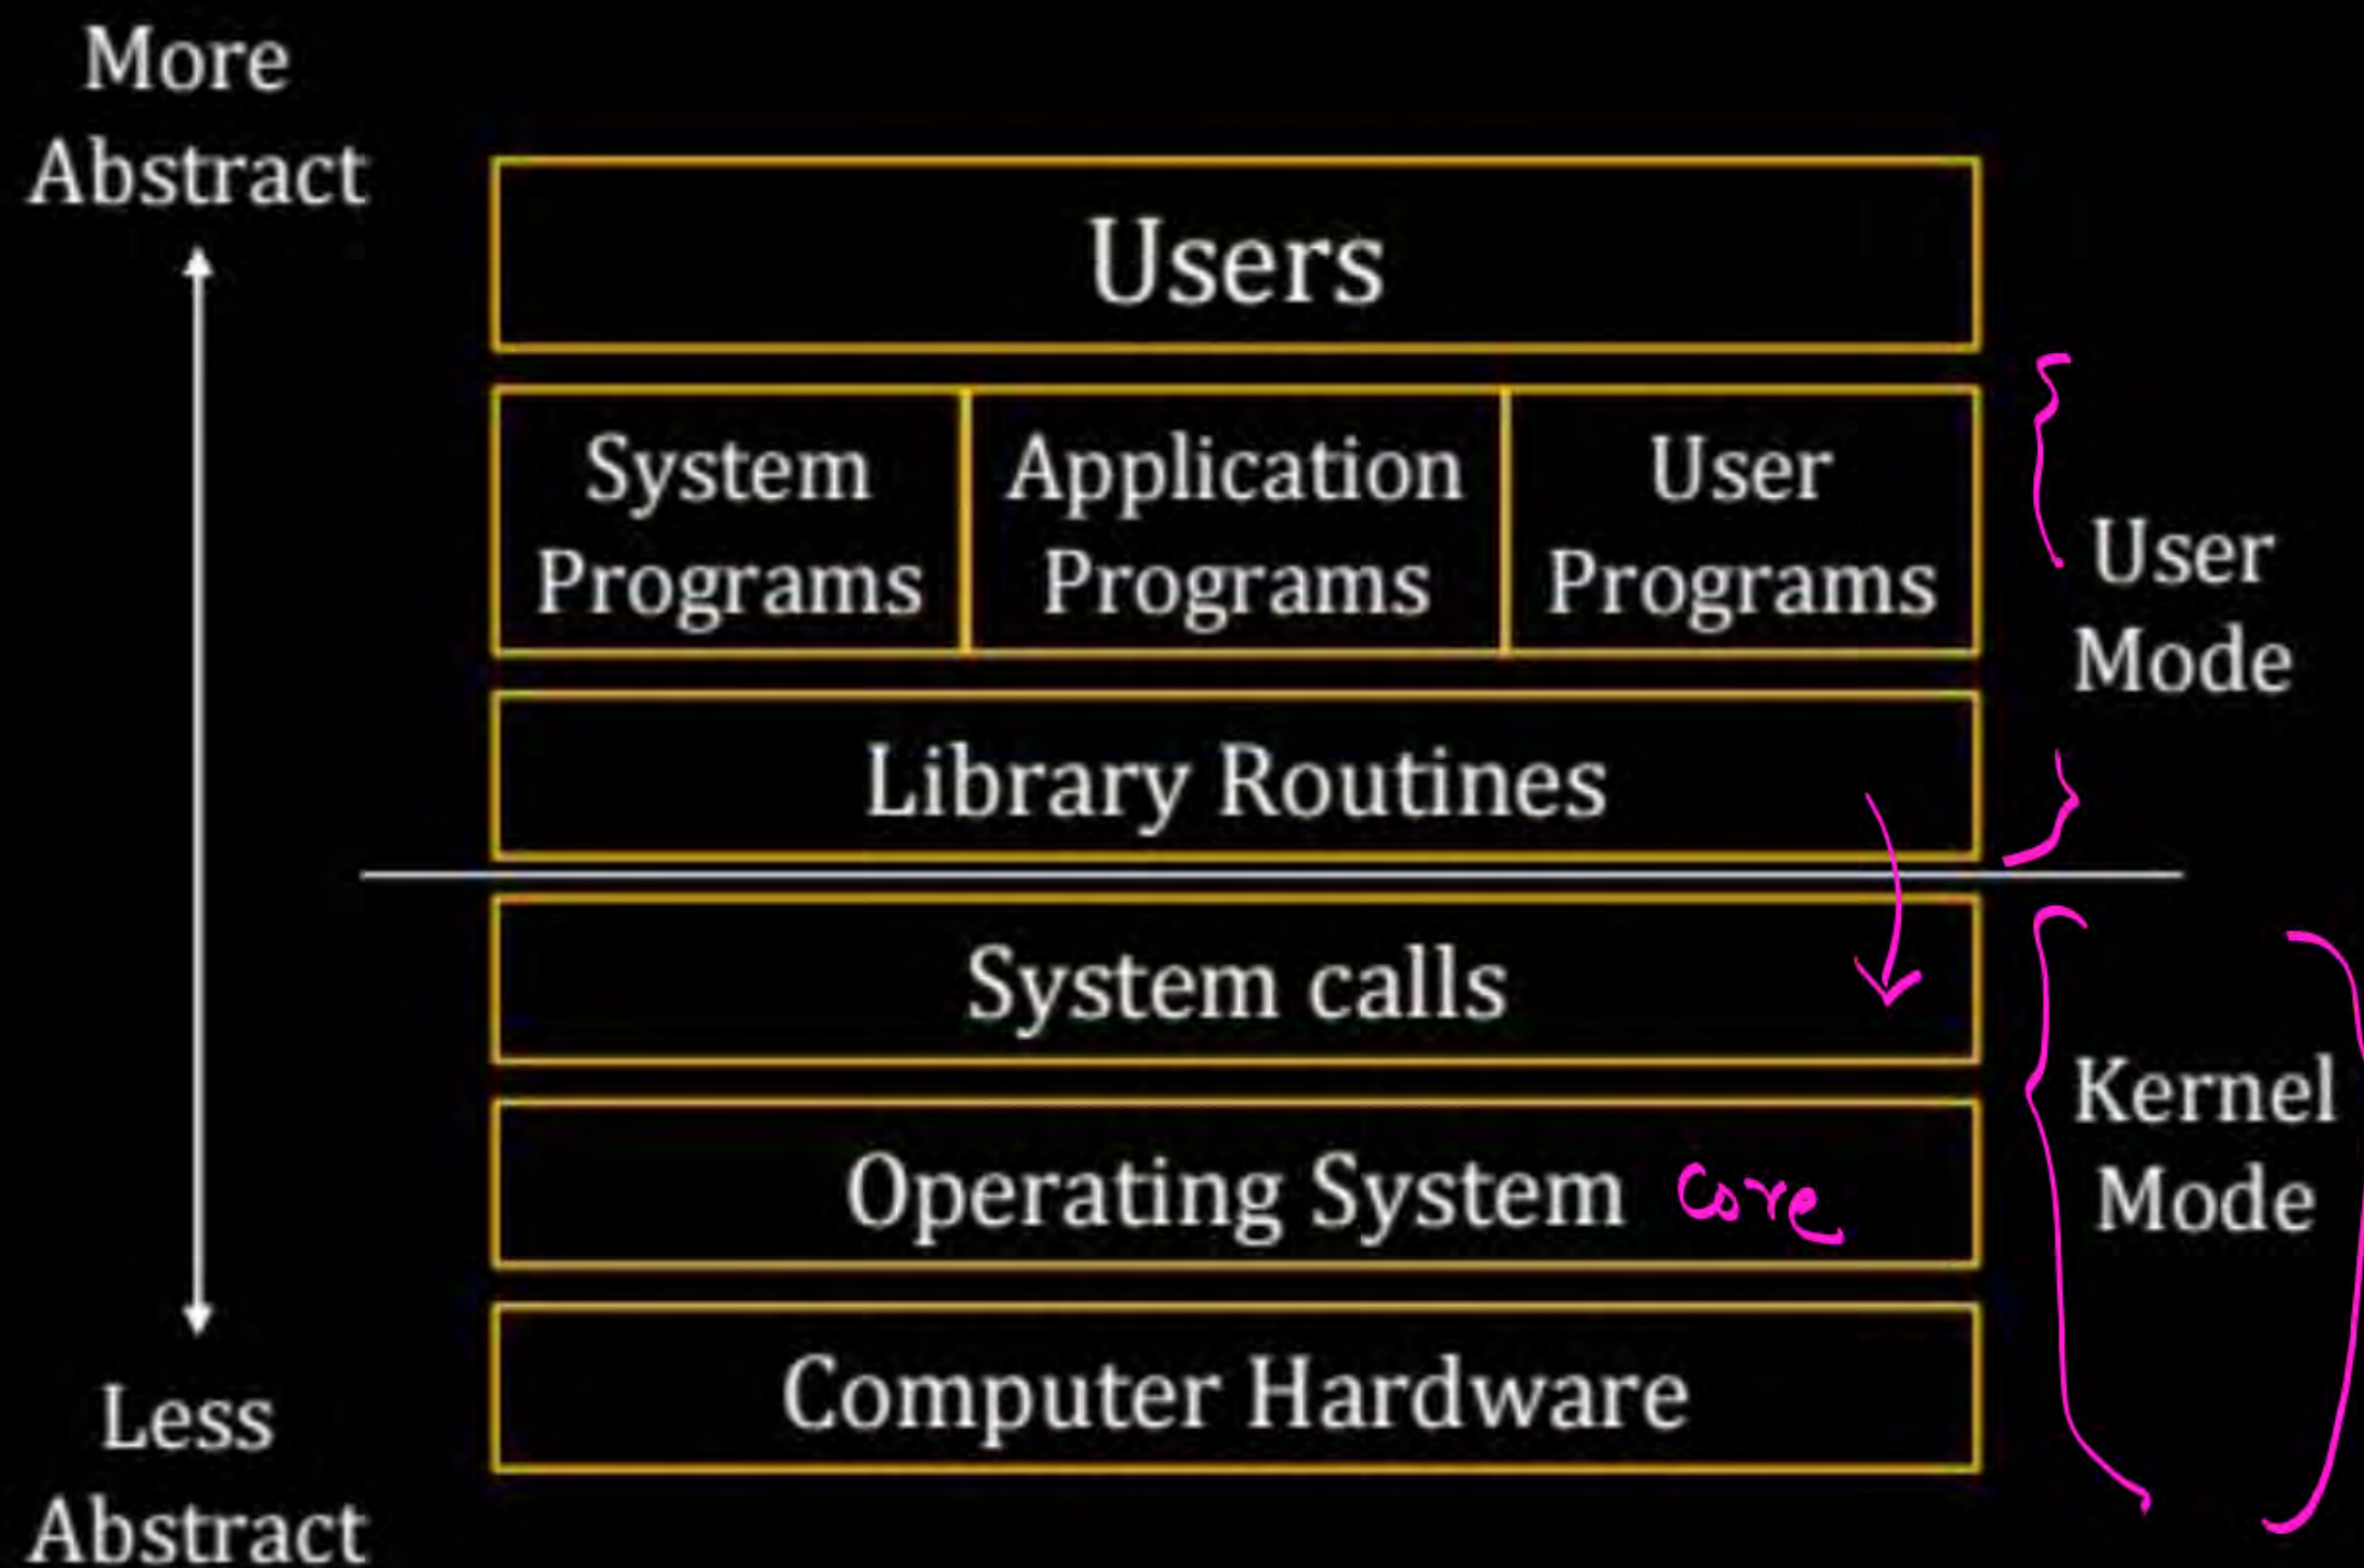 More
Abstract
Users
System
Programs
Application
Programs
User
Programs
User
Mode
Library Routines
System calls
Kernel
Mode
Operating System core
Computer Hardware
Less
Abstract